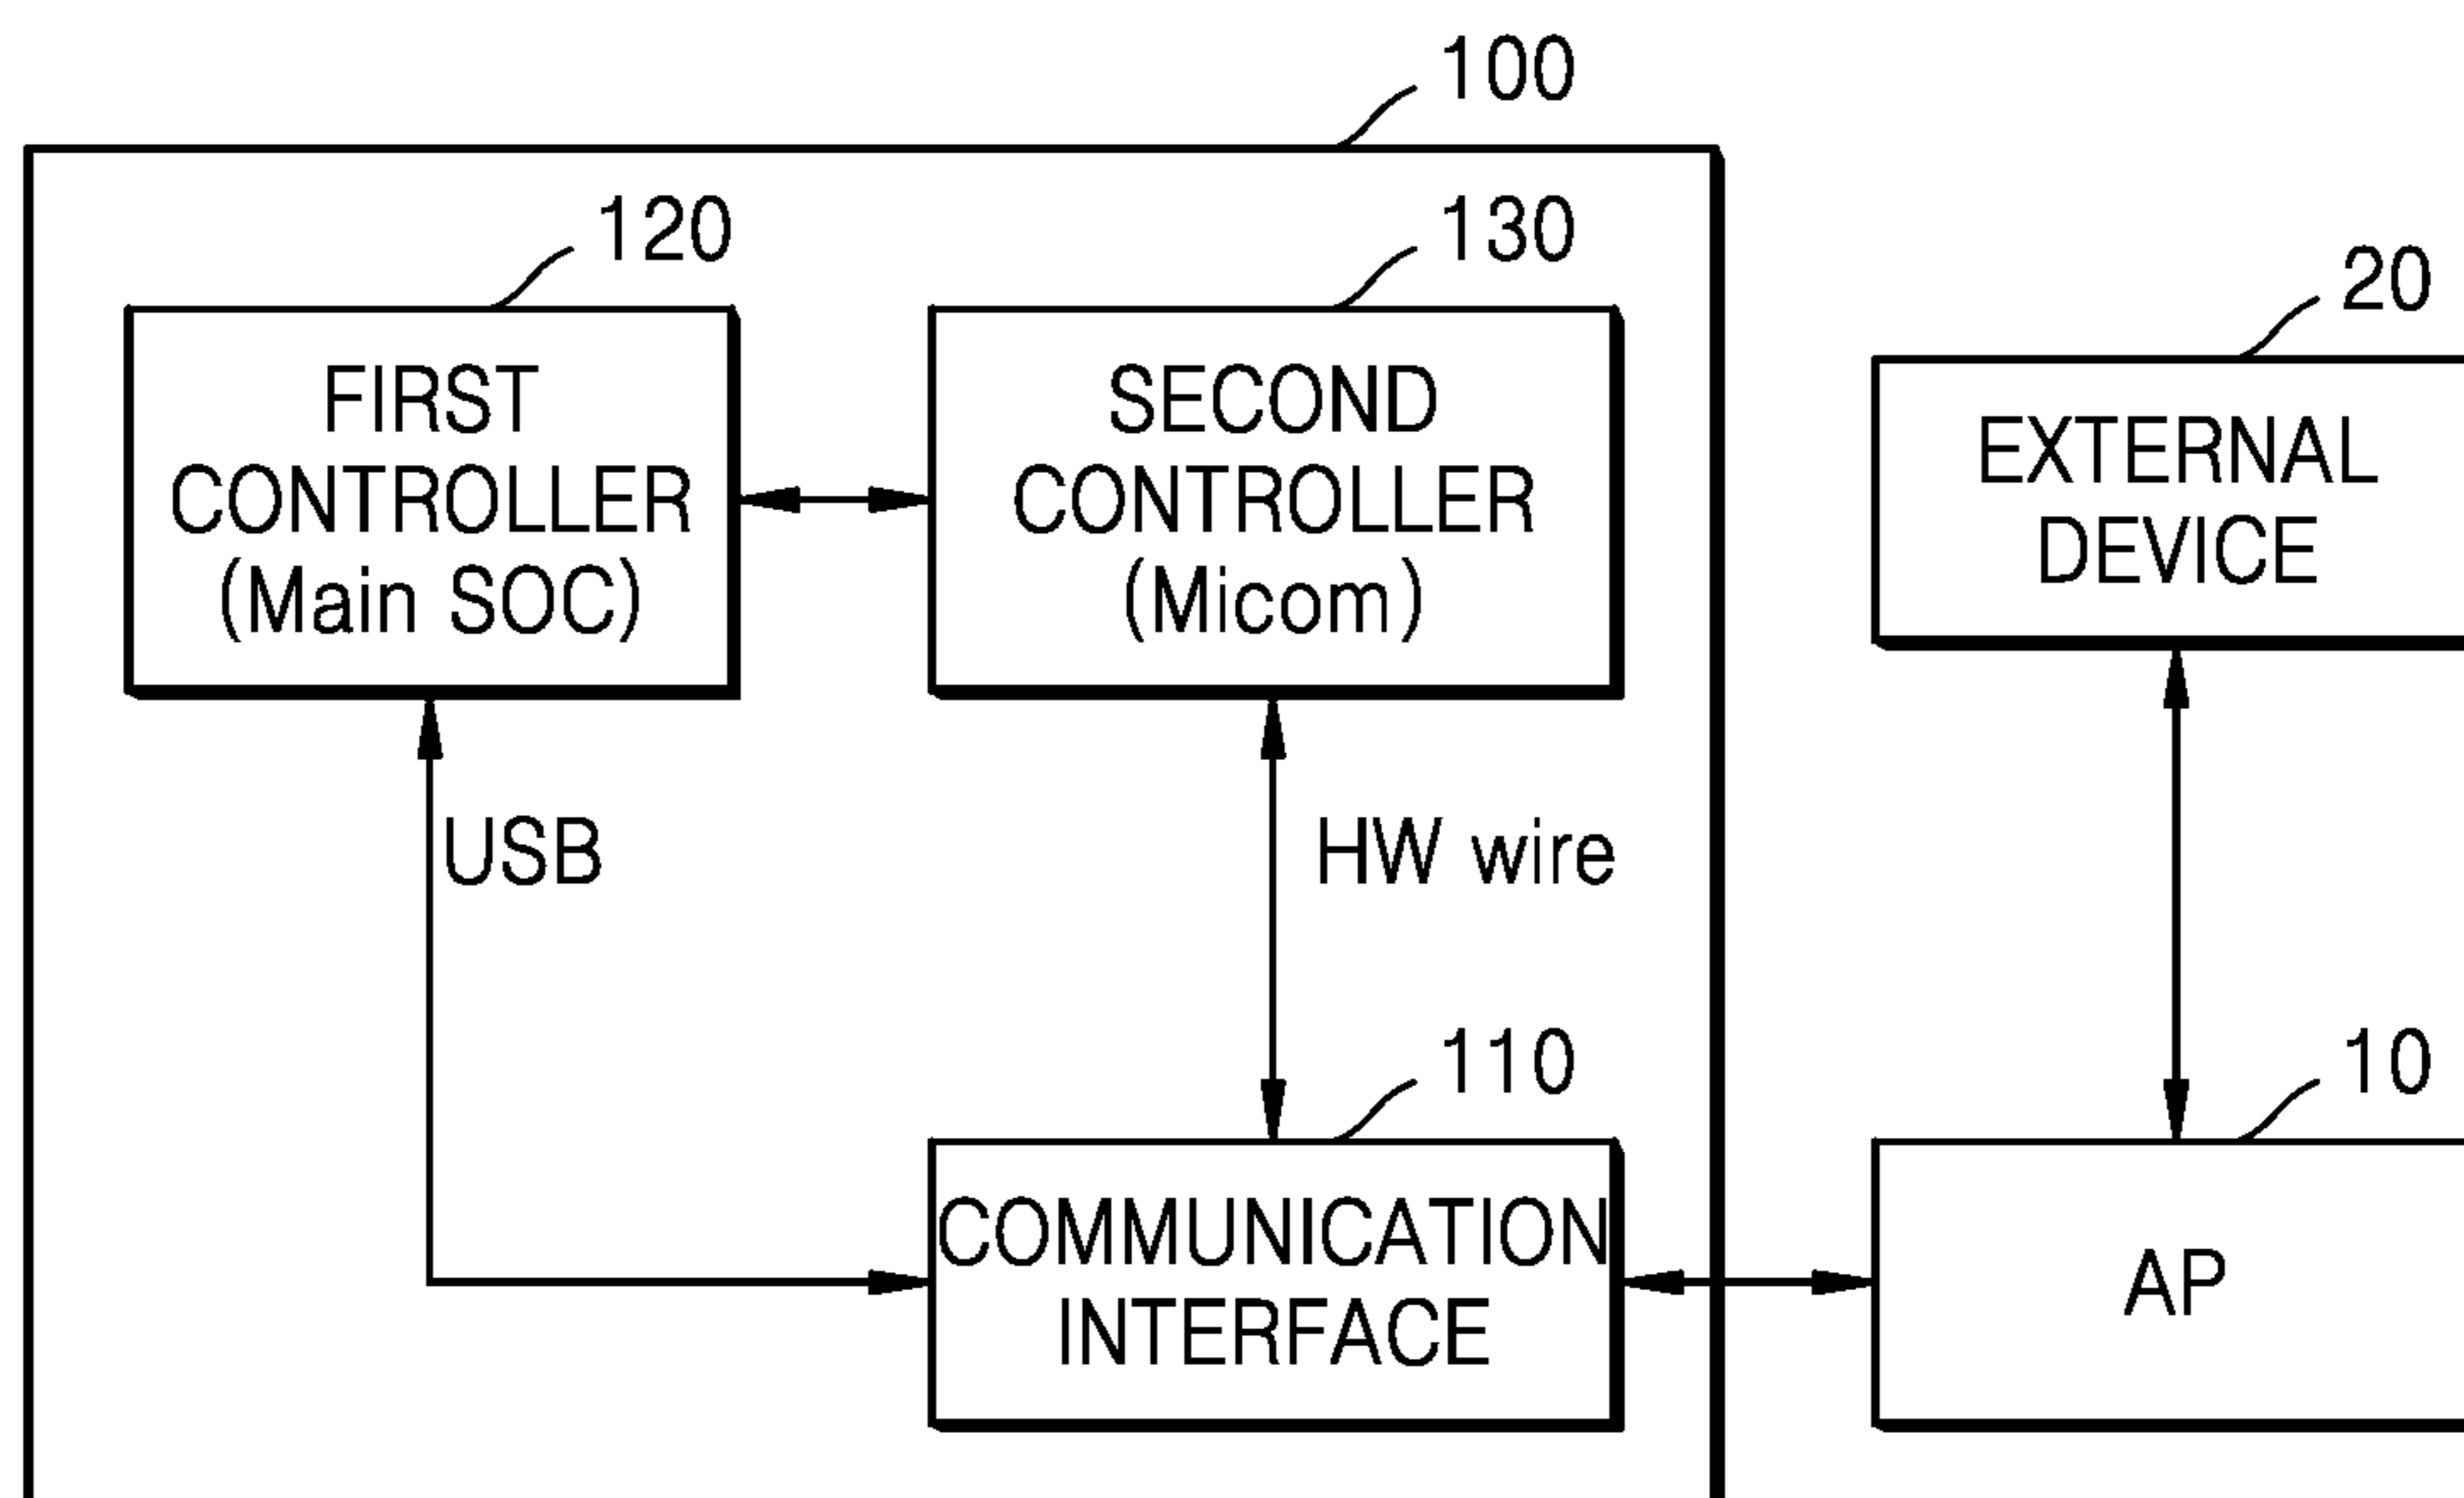 100
120
130
20
FIRST
CONTROLLER
(Main SOC)
SECOND
CONTROLLER
(Micom)
EXTERNAL
DEVICE
USB
HW wire
110
10
COMMUNICATION
INTERFACE
AP